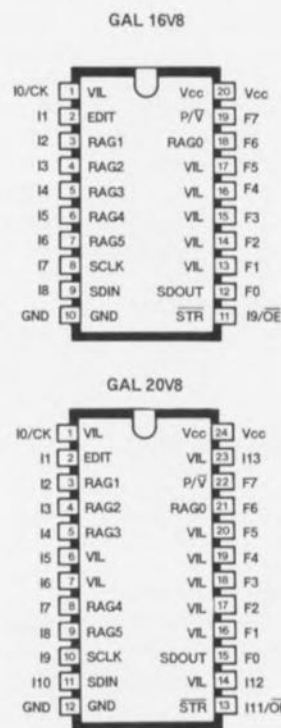 GAL 16V8
I0/CK 1 VIL Vcc 20 Vcc
I1 2 EDIT P/V̅ 19 F7
I2 3 RAG1 RAG0 18 F6
I3 4 RAG2 VIL 17 F5
I4 5 RAG3 VIL 16 F4
I5 6 RAG4 VIL 15 F3
I6 7 RAG5 VIL 14 F2
I7 8 SCLK VIL 13 F1
I8 9 SDIN SDOUT 12 F0
GND 10 GND S̅T̅R̅ 11 I9/O̅E̅
GAL 20V8
I0/CK 1 VIL Vcc 24 Vcc
I1 2 EDIT VIL 23 I13
I2 3 RAG1 P/V̅ 22 F7
I3 4 RAG2 RAG0 21 F6
I4 5 RAG3 VIL 20 F5
I5 6 VIL VIL 19 F4
I6 7 VIL VIL 18 F3
I7 8 RAG4 VIL 17 F2
I8 9 RAG5 VIL 16 F1
I9 10 SCLK SDOUT 15 F0
I10 11 SDIN VIL 14 I12
GND 12 GND S̅T̅R̅ 13 I11/O̅E̅